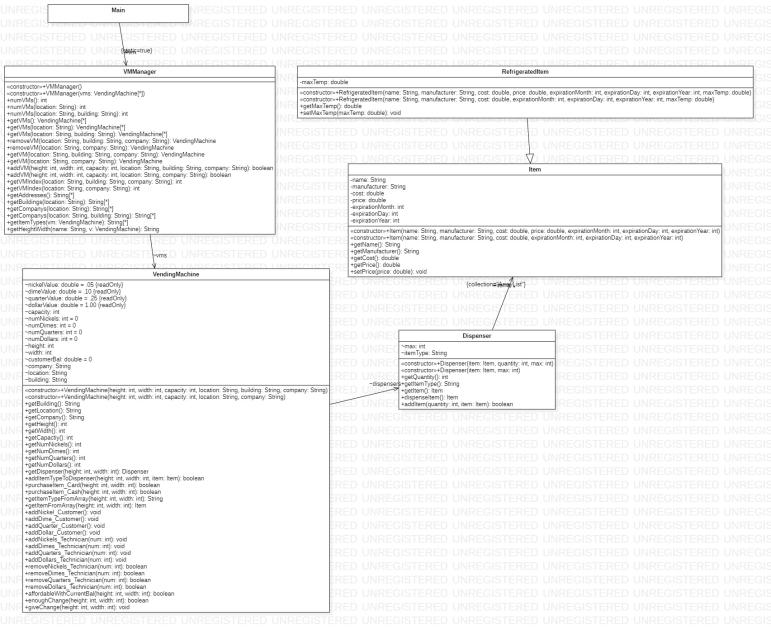 Main
{static=true}
VMManager
«constructor»+VMManager()
«constructor»+VMManager(vms: VendingMachine[*])
+numVMs(): int
+numVMs(location: String): int
+numVMs(location: String, building: String): int
+getVMs(): VendingMachine[*]
+getVMs(location: String): VendingMachine[*]
+getVMs(location: String, building: String): VendingMachine[*]
+removeVM(location: String, building: String, company: String): VendingMachine
+removeVM(location: String, company: String): VendingMachine
+getVM(location: String, building: String, company: String): VendingMachine
+getVM(location: String, company: String): VendingMachine
+addVM(height: int, width: int, capacity: int, location: String, building: String, company: String): boolean
+addVM(height: int, width: int, capacity: int, location: String, company: String): boolean
+getVMIndex(location: String, building: String, company: String): int
+getVMIndex(location: String, company: String): int
+getAddresses(): String[*]
+getBuildings(location: String): String[*]
+getCompanys(location: String): String[*]
+getCompanys(location: String, building: String): String[*]
+getItemTypes(vm: VendingMachine): String[*]
+getHeightWidth(name: String, v: VendingMachine): String
~vms
VendingMachine
~nickelValue: double = .05 {readOnly}
~dimeValue: double = .10 {readOnly}
~quarterValue: double = .25 {readOnly}
~dollarValue: double = 1.00 {readOnly}
~capacity: int
~numNickels: int = 0
~numDimes: int = 0
~numQuarters: int = 0
~numDollars: int = 0
~height: int
~width: int
~customerBal: double = 0
~company: String
~location: String
~building: String
«constructor»+VendingMachine(height: int, width: int, capacity: int, location: String, building: String, company: String)
«constructor»+VendingMachine(height: int, width: int, capacity: int, location: String, company: String)
+getBuilding(): String
+getLocation(): String
+getCompany(): String
+getHeight(): int
+getWidth(): int
+getCapactiy(): int
+getNumNickels(): int
+getNumDimes(): int
+getNumQuarters(): int
+getNumDollars(): int
+getDispenser(height: int, width: int): Dispenser
+addItemTypeToDispenser(height: int, width: int, item: Item): boolean
+purchaseItem_Card(height: int, width: int): boolean
+purchaseItem_Cash(height: int, width: int): boolean
+getItemTypeFromArray(height: int, width: int): String
+getItemFromArray(height: int, width: int): Item
+addNickel_Customer(): void
+addDime_Customer(): void
+addQuarter_Customer(): void
+addDollar_Customer(): void
+addNickels_Technician(num: int): void
+addDimes_Technician(num: int): void
+addQuarters_Technician(num: int): void
+addDollars_Technician(num: int): void
+removeNickels_Technician(num: int): boolean
+removeDimes_Technician(num: int): boolean
+removeQuarters_Technician(num: int): boolean
+removeDollars_Technician(num: int): boolean
+affordableWithCurrentBal(height: int, width: int): boolean
+enoughChange(height: int, width: int): boolean
+giveChange(height: int, width: int): void
RefrigeratedItem
-maxTemp: double
«constructor»+RefrigeratedItem(name: String, manufacturer: String, cost: double, price: double, expirationMonth: int, expirationDay: int, expirationYear: int, maxTemp: double)
«constructor»+RefrigeratedItem(name: String, manufacturer: String, cost: double, expirationMonth: int, expirationDay: int, expirationYear: int, maxTemp: double)
+getMaxTemp(): double
+setMaxTemp(maxTemp: double): void
Item
-name: String
-manufacturer: String
-cost: double
-price: double
-expirationMonth: int
-expirationDay: int
-expirationYear: int
«constructor»+Item(name: String, manufacturer: String, cost: double, price: double, expirationMonth: int, expirationDay: int, expirationYear: int)
«constructor»+Item(name: String, manufacturer: String, cost: double, expirationMonth: int, expirationDay: int, expirationYear: int)
+getName(): String
+getManufacturer(): String
+getCost(): double
+getPrice(): double
+setPrice(price: double): void
{collection="ArrayList"}
Dispenser
~max: int
~itemType: String
«constructor»+Dispenser(item: Item, quantity: int, max: int)
«constructor»+Dispenser(item: Item, max: int)
+getQuantity(): int
~dispensers
+getItemType(): String
+getItem(): Item
+dispenseItem(): Item
+addItem(quantity: int, item: Item): boolean